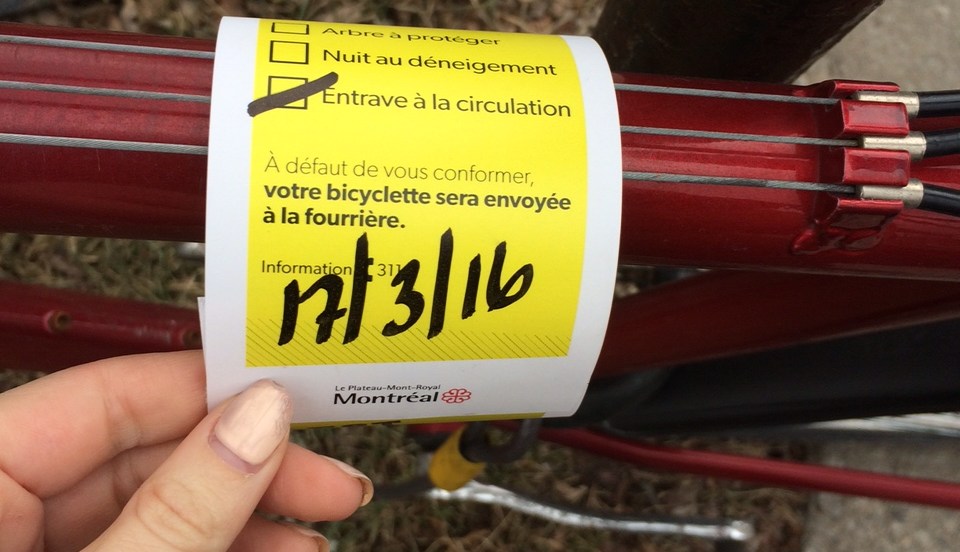 Arbre à protéger
Nuit au déneigement
Entrave à la circulation
À défaut de vous conformer,
votre bicyclette sera envoyée
à la fourrière.
Information : 311
17/3/16
Le Plateau-Mont-Royal
Montréal